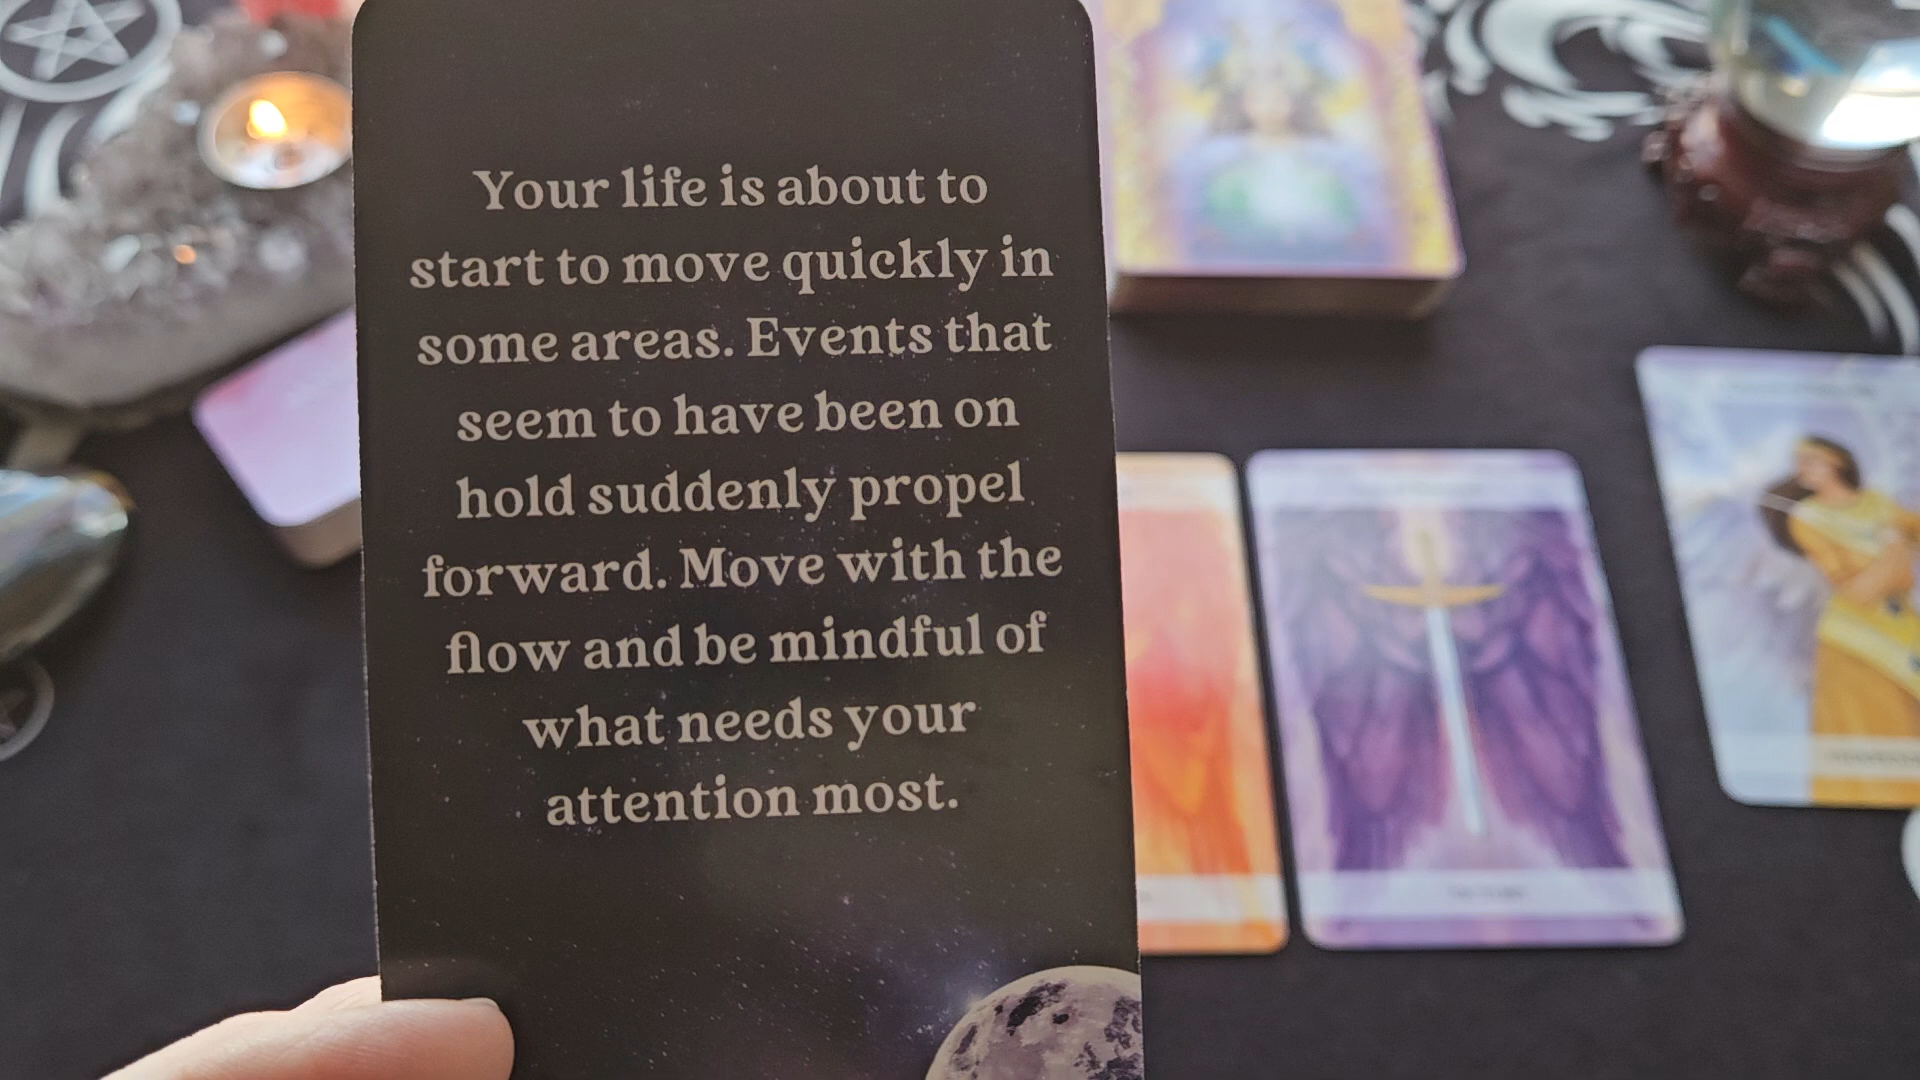 Your life is about to
start to move quickly in
some areas. Events that
seem to have been on
hold suddenly propel
forward. Move with the
flow and be mindful of
what needs your
attention most.